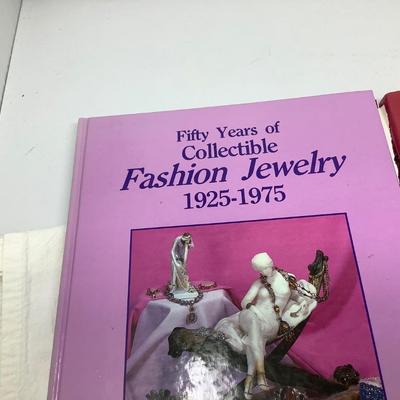 Fifty Years of
Collectible
Fashion Jewelry
1925-1975